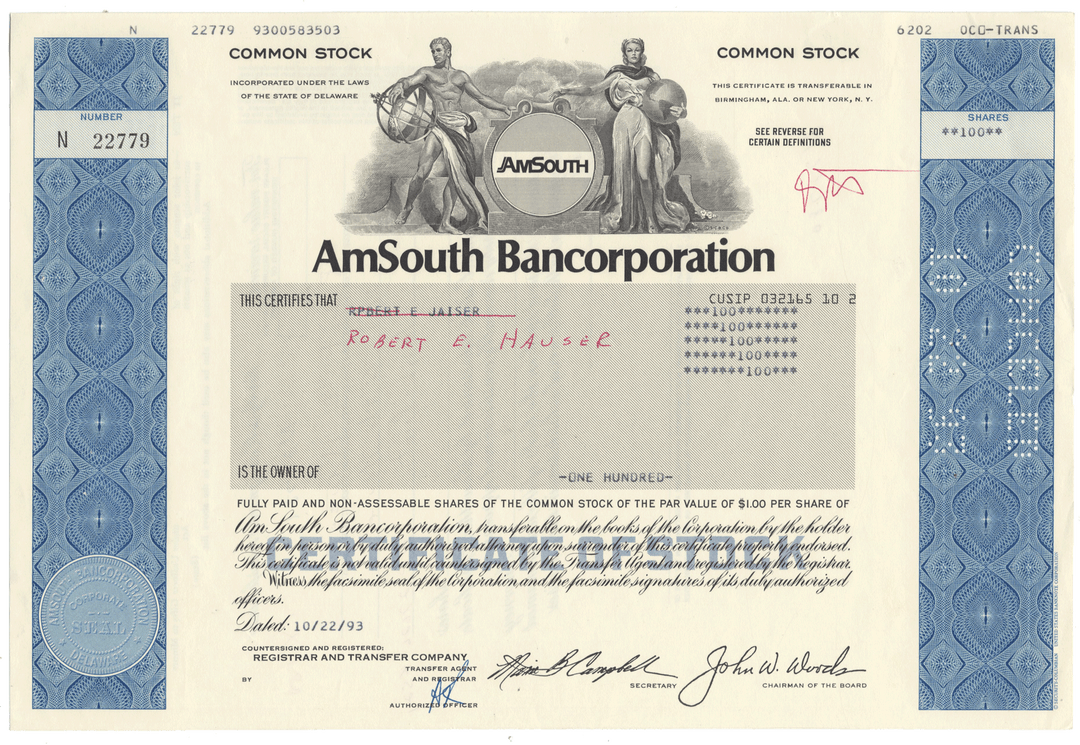 N 22779 9300583503 6202 OCO-TRANS
COMMON STOCK
INCORPORATED UNDER THE LAWS
OF THE STATE OF DELAWARE
COMMON STOCK
THIS CERTIFICATE IS TRANSFERABLE IN
BIRMINGHAM, ALA. OR NEW YORK, N. Y.
SEE REVERSE FOR
CERTAIN DEFINITIONS
NUMBER
N 22779
SHARES
**100**
AMSOUTH
AmSouth Bancorporation
THIS CERTIFIES THAT
ROBERT E JAISER
ROBERT E. HAUSER
CUSIP 032165 10 2
***100*******
****100******
*****100*****
******100****
*******100***
IS THE OWNER OF
-ONE HUNDRED-
FULLY PAID AND NON-ASSESSABLE SHARES OF THE COMMON STOCK OF THE PAR VALUE OF $1.00 PER SHARE OF
AmSouth Bancorporation, transferable on the books of the Corporation by the holder
hereof in person or by duly authorized attorney upon surrender of this certificate properly endorsed.
This certificate is not valid until countersigned by the Transfer Agent and registered by the Registrar.
Witness the facsimile seal of the Corporation and the facsimile signatures of its duly authorized
officers.
CERTIFICATE OF STOCK
Dated: 10/22/93
COUNTERSIGNED AND REGISTERED:
REGISTRAR AND TRANSFER COMPANY
TRANSFER AGENT
AND REGISTRAR
BY
AUTHORIZED OFFICER
SECRETARY
John W. Woods
CHAIRMAN OF THE BOARD
AMSOUTH BANCORPORATION
CORPORATE
SEAL
DELAWARE